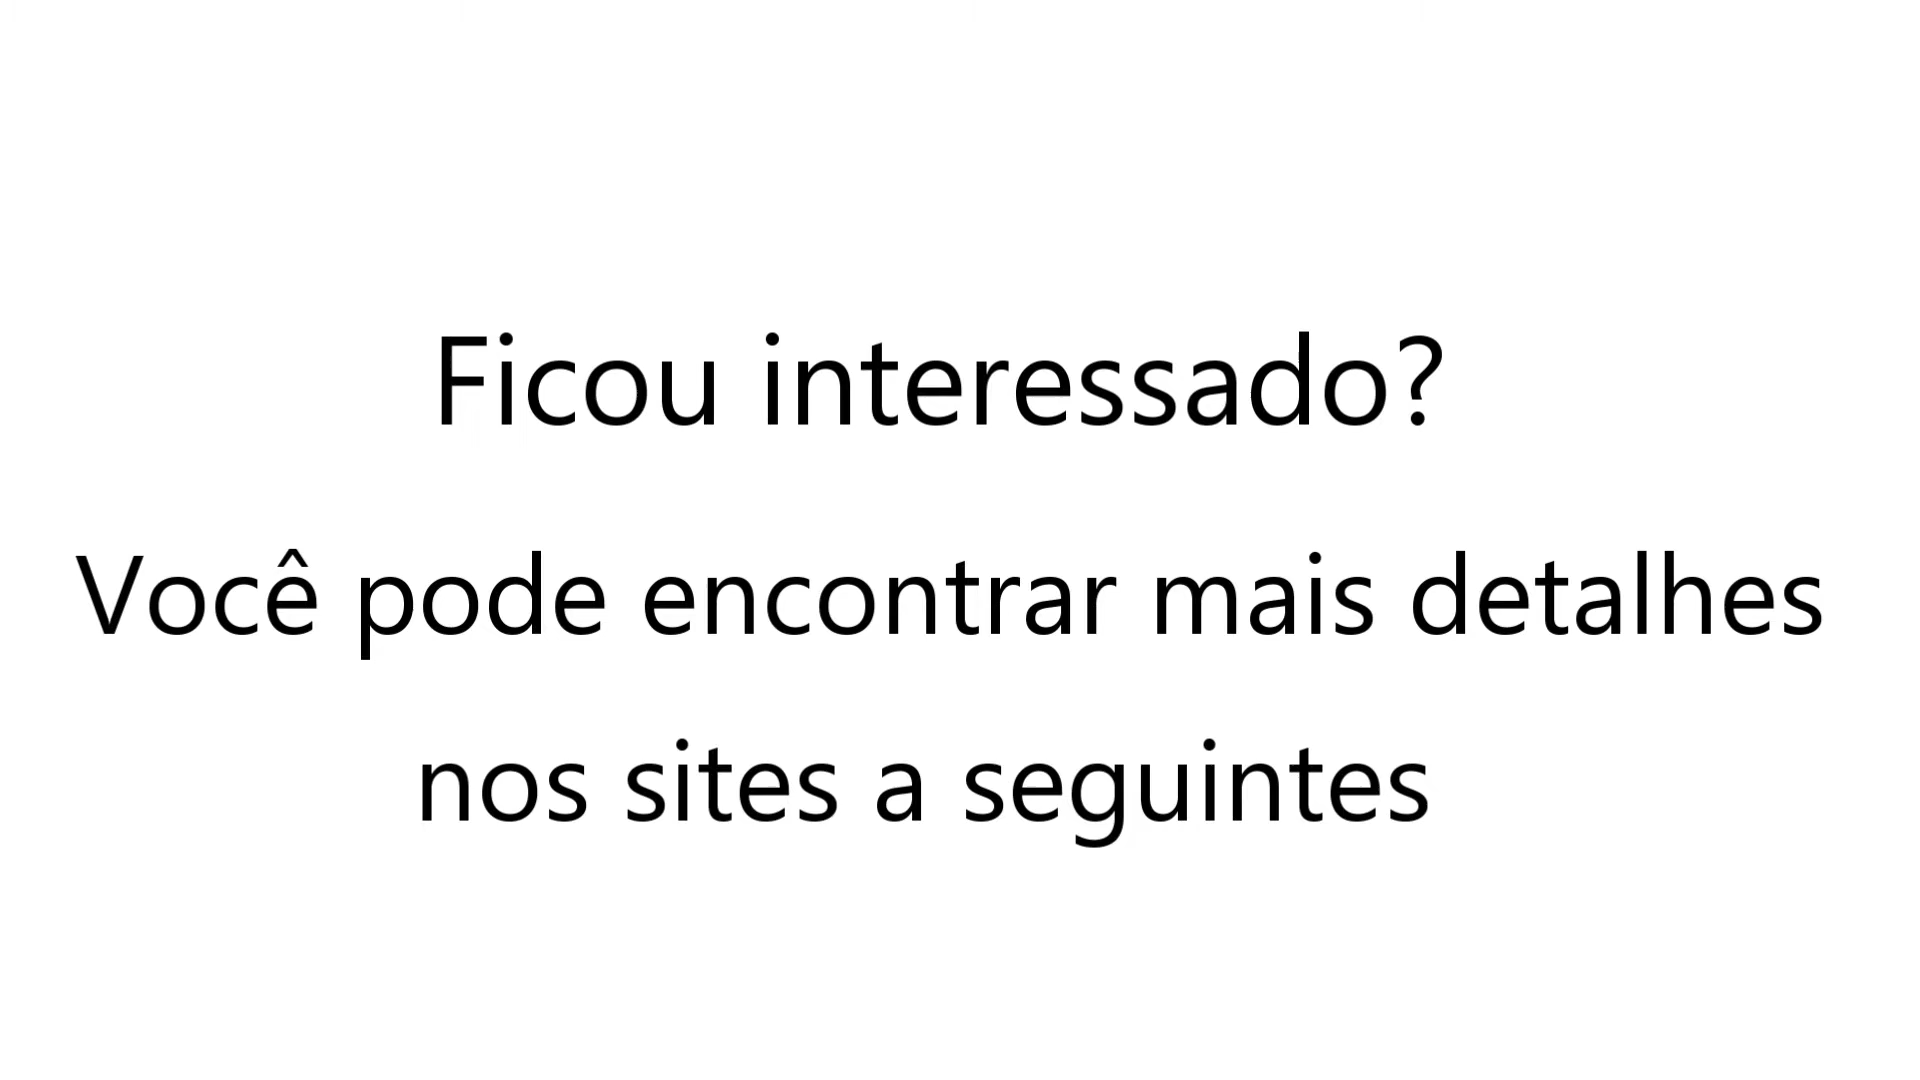 Ficou interessado?
Você pode encontrar mais detalhes
nos sites a seguintes